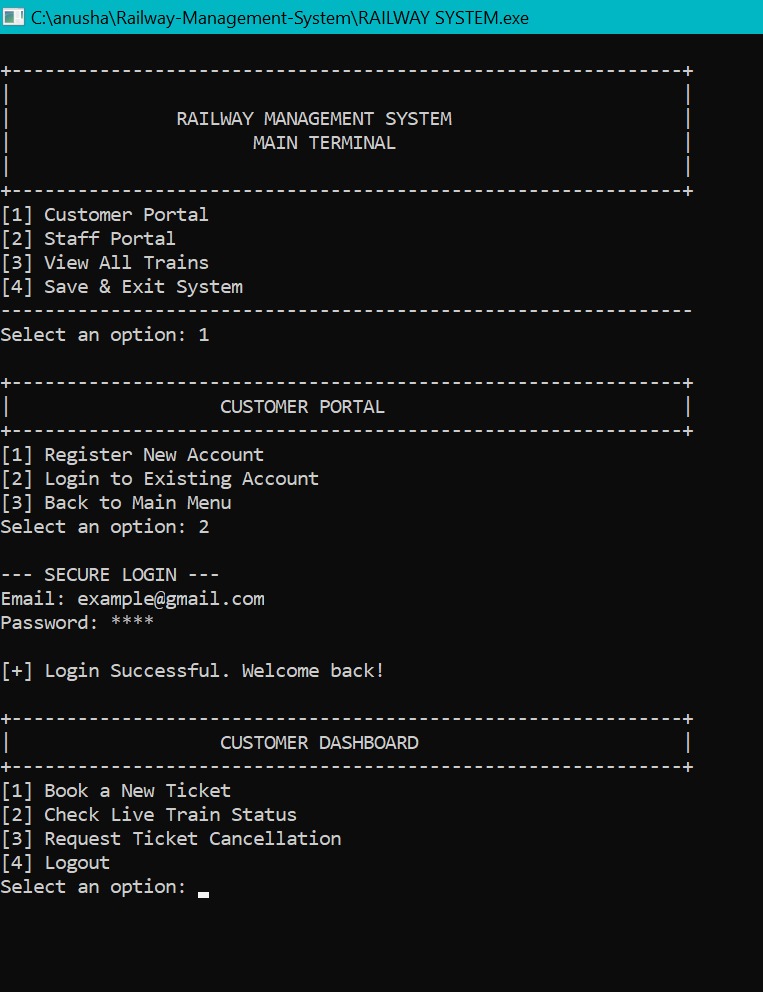 C:\anusha\Railway-Management-System\RAILWAY SYSTEM.exe
+-------------------------------------------------------------+
|                                                             |
|               RAILWAY MANAGEMENT SYSTEM                     |
|                      MAIN TERMINAL                          |
|                                                             |
+-------------------------------------------------------------+
[1] Customer Portal
[2] Staff Portal
[3] View All Trains
[4] Save & Exit System
---------------------------------------------------------------
Select an option: 1
+-------------------------------------------------------------+
|                   CUSTOMER PORTAL                           |
+-------------------------------------------------------------+
[1] Register New Account
[2] Login to Existing Account
[3] Back to Main Menu
Select an option: 2
--- SECURE LOGIN ---
Email: example@gmail.com
Password: ****
[+] Login Successful. Welcome back!
+-------------------------------------------------------------+
|                   CUSTOMER DASHBOARD                        |
+-------------------------------------------------------------+
[1] Book a New Ticket
[2] Check Live Train Status
[3] Request Ticket Cancellation
[4] Logout
Select an option: